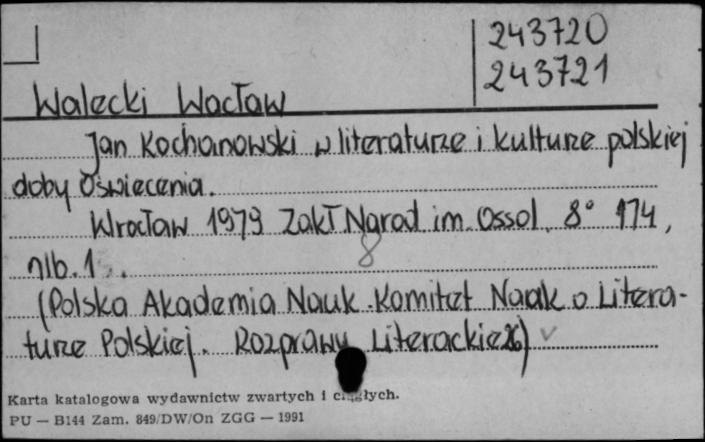 243720
243721
Walecki Wacław
Jan Kochanowski w literaturze i kulturze polskiej
doby Oświecenia.
Wrocław 1979 Zakł Narod im. Ossol. 8° 174,
8
nlb. 1.
(Polska Akademia Nauk. Komitet Nauk o Litera-
turze Polskiej. Rozprawy Literackie)
Karta katalogowa wydawnictw zwartych i ciągłych.
PU — B144 Zam. 849/DW/On ZGG — 1991